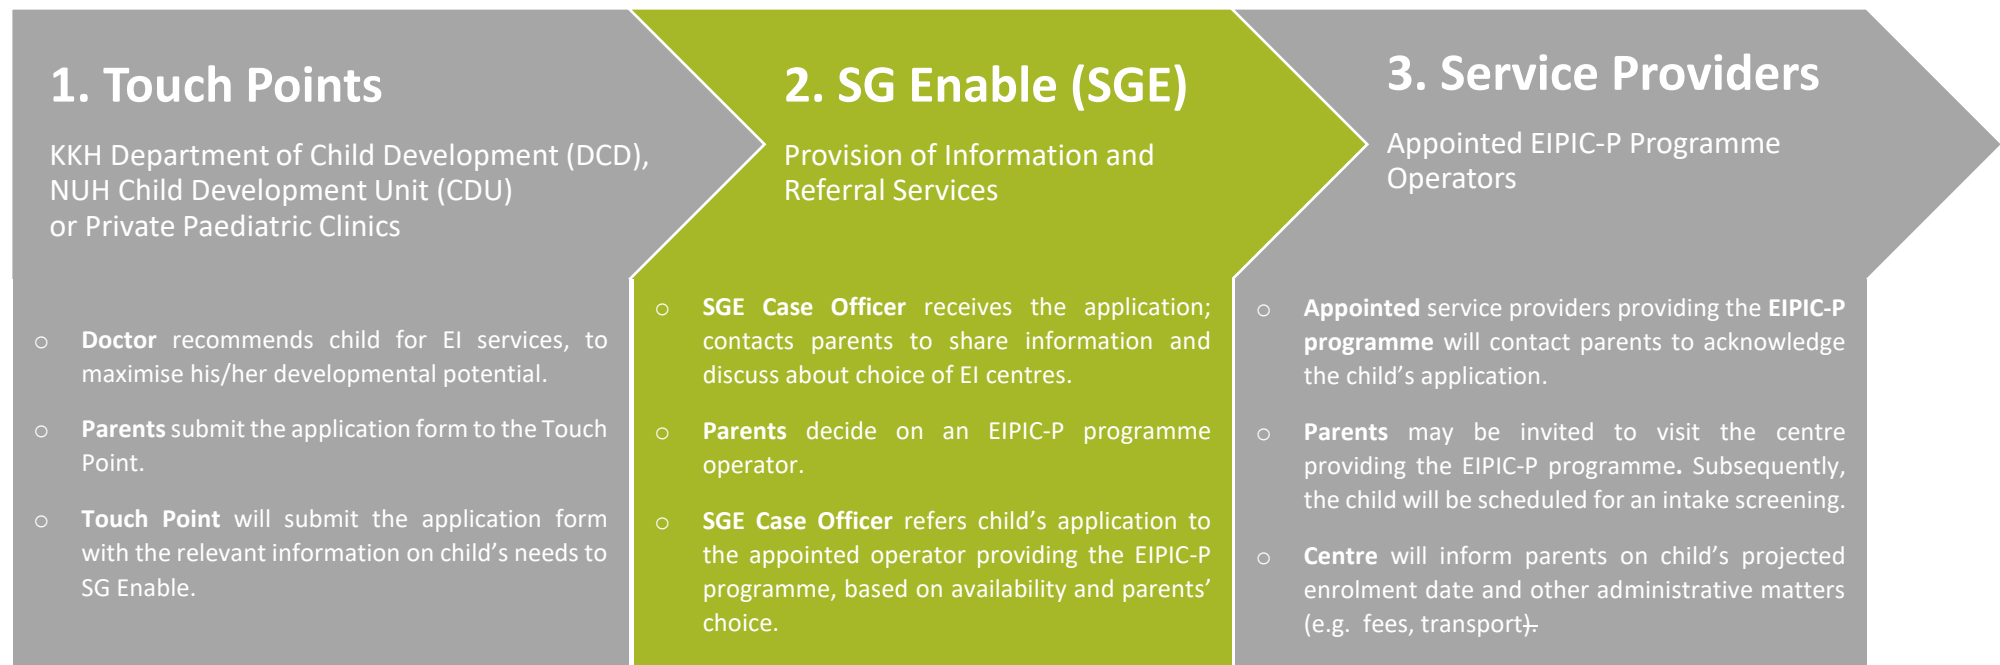 1. Touch Points
KKH Department of Child Development (DCD),
NUH Child Development Unit (CDU)
or Private Paediatric Clinics
o Doctor recommends child for EI services, to
maximise his/her developmental potential.
o Parents submit the application form to the Touch
Point.
o Touch Point will submit the application form
with the relevant information on child’s needs to
SG Enable.
2. SG Enable (SGE)
Provision of Information and
Referral Services
o SGE Case Officer receives the application;
contacts parents to share information and
discuss about choice of EI centres.
o Parents decide on an EIPIC-P programme
operator.
o SGE Case Officer refers child’s application to
the appointed operator providing the EIPIC-P
programme, based on availability and parents’
choice.
3. Service Providers
Appointed EIPIC-P Programme
Operators
o Appointed service providers providing the EIPIC-P
programme will contact parents to acknowledge
the child’s application.
o Parents may be invited to visit the centre
providing the EIPIC-P programme. Subsequently,
the child will be scheduled for an intake screening.
o Centre will inform parents on child’s projected
enrolment date and other administrative matters
(e.g. fees, transport).